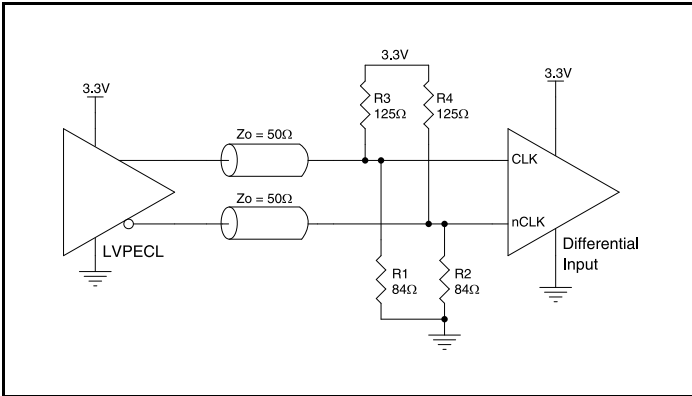 3.3V
3.3V
3.3V
R3
125Ω
R4
125Ω
Zo = 50Ω
CLK
Zo = 50Ω
nCLK
LVPECL
Differential
Input
R1
84Ω
R2
84Ω